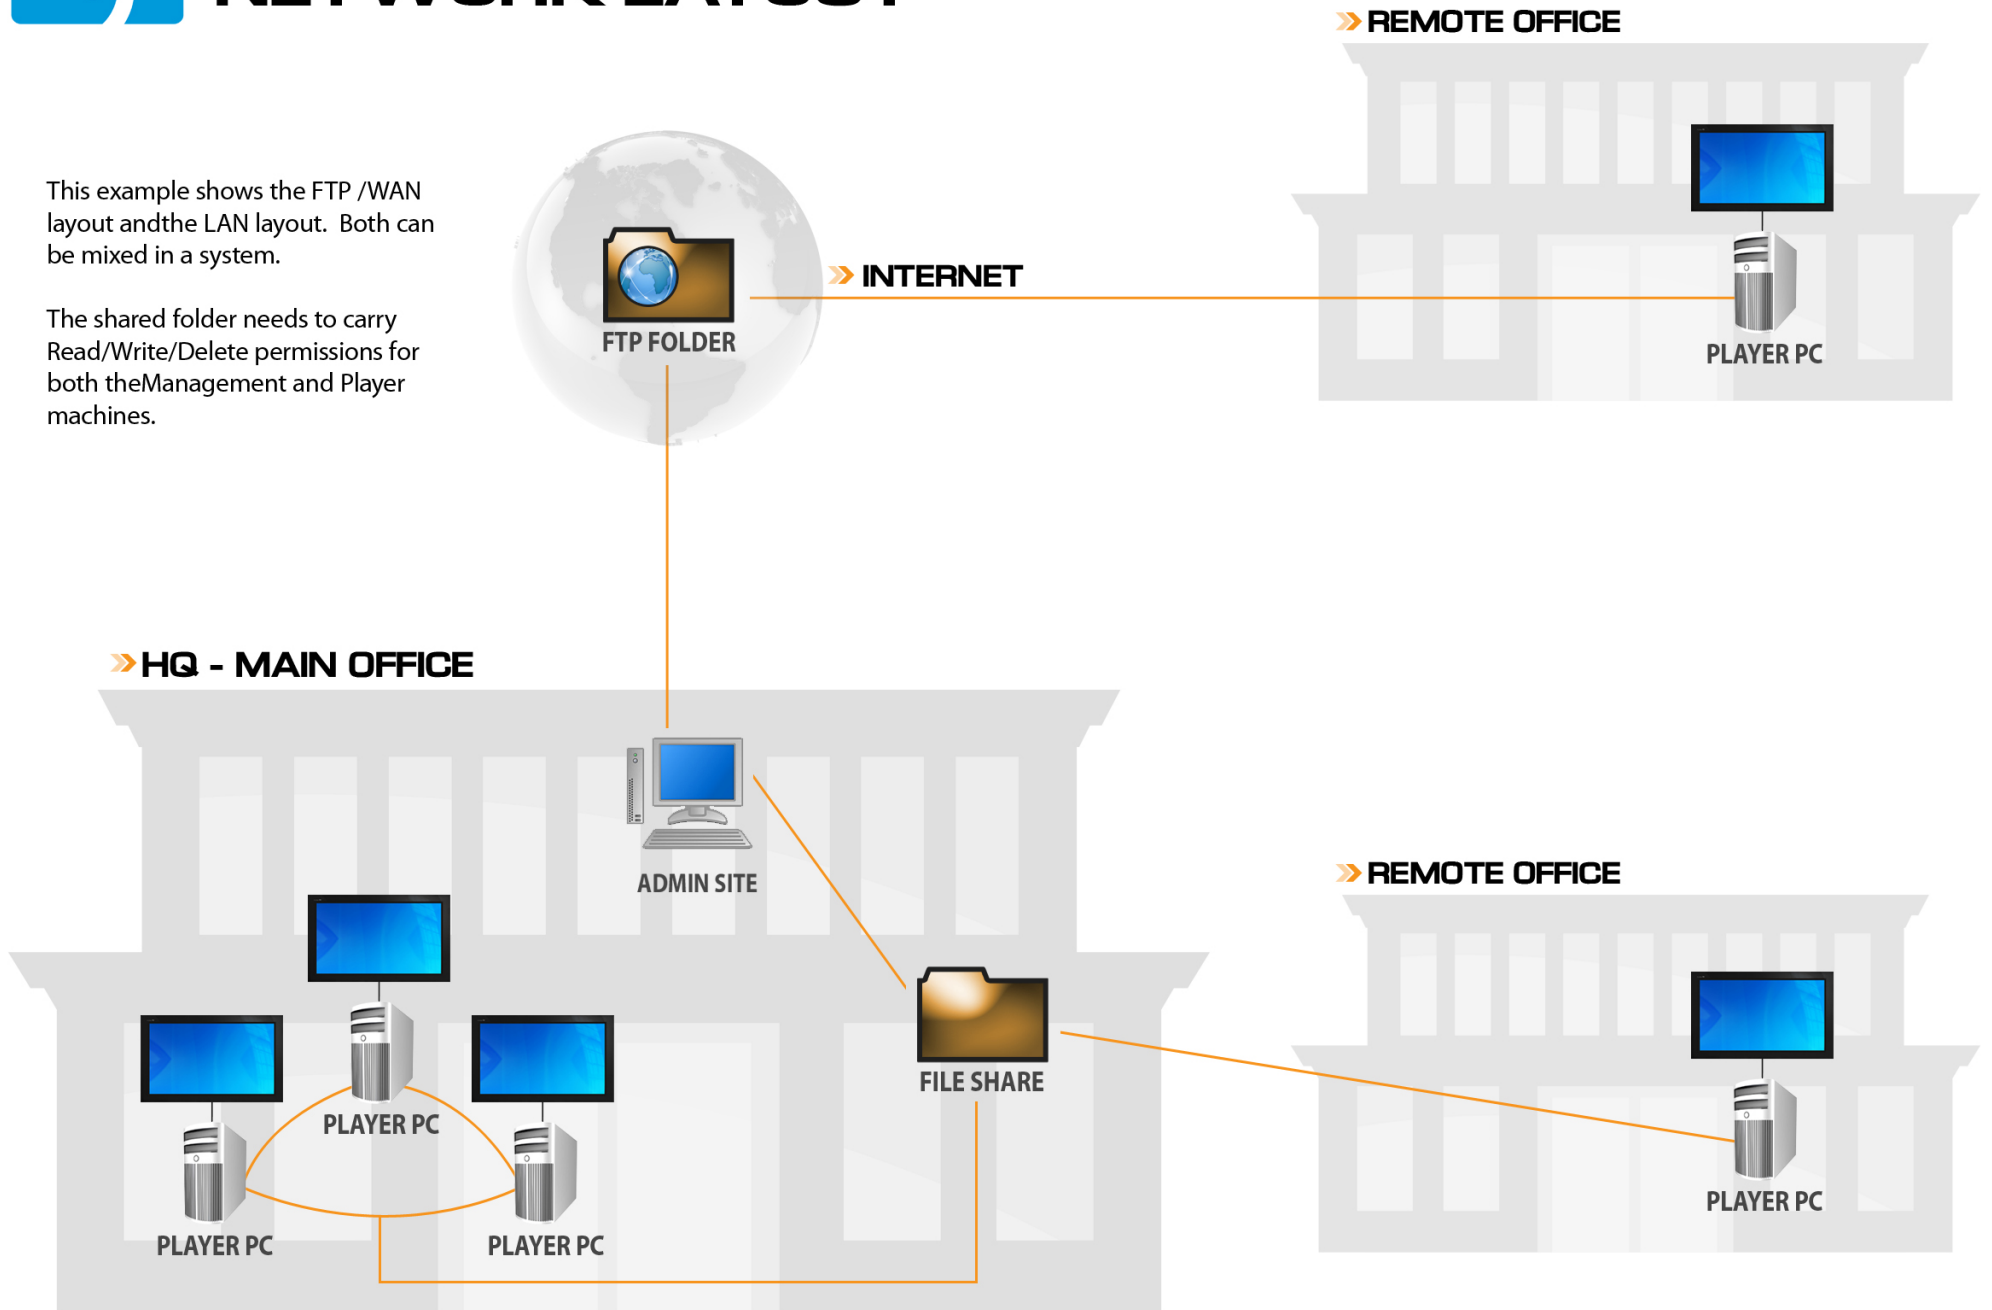 NETWORK LAYOUT
REMOTE OFFICE
This example shows the FTP /WAN
layout andthe LAN layout.  Both can
be mixed in a system.
The shared folder needs to carry
Read/Write/Delete permissions for
both theManagement and Player
machines.
INTERNET
FTP FOLDER
PLAYER PC
HQ - MAIN OFFICE
ADMIN SITE
REMOTE OFFICE
FILE SHARE
PLAYER PC
PLAYER PC
PLAYER PC
PLAYER PC